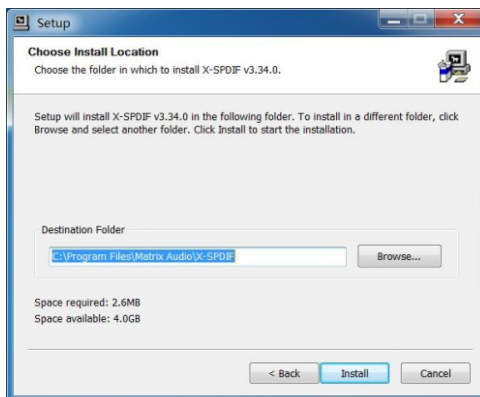 Setup
Choose Install Location
Choose the folder in which to install X-SPDIF v3.34.0.
Setup will install X-SPDIF v3.34.0 in the following folder. To install in a different folder, click
Browse and select another folder. Click Install to start the installation.
Destination Folder
C:\Program Files\Matrix Audio\X-SPDIF
Browse...
Space required: 2.6MB
Space available: 4.0GB
< Back
Install
Cancel